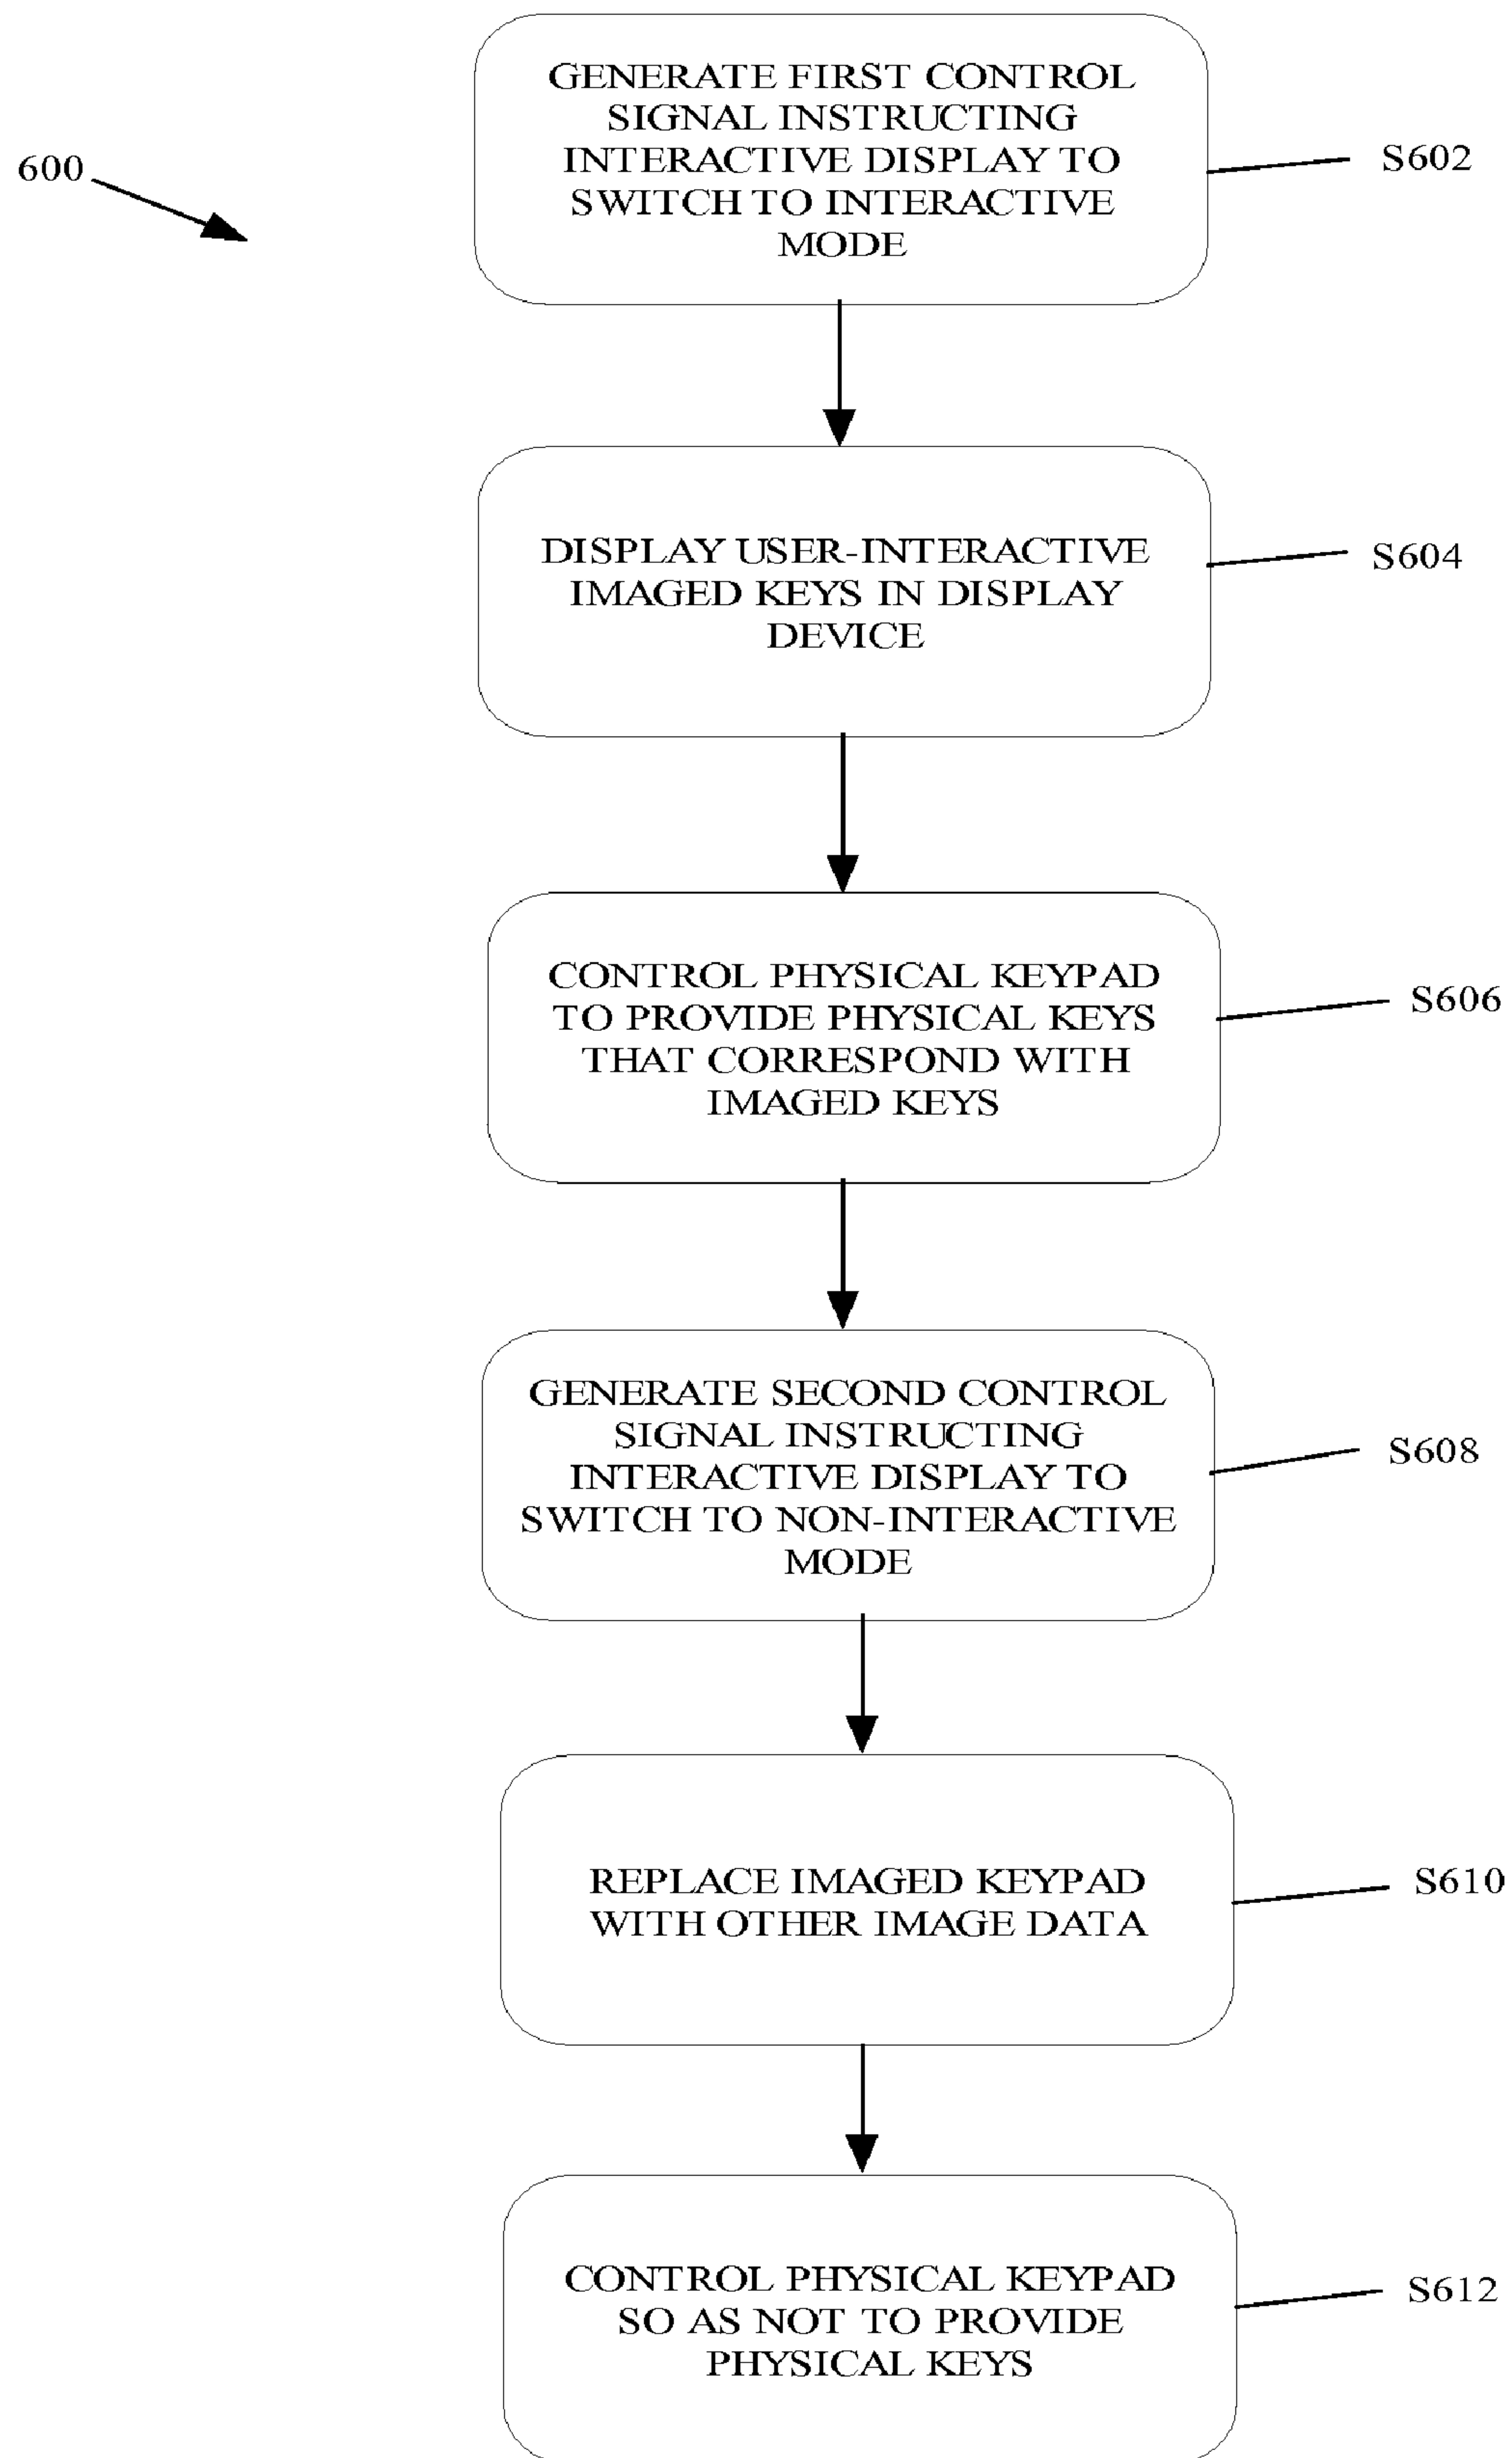 600
GENERATE FIRST CONTROL
SIGNAL INSTRUCTING
INTERACTIVE DISPLAY TO
SWITCH TO INTERACTIVE
MODE
S602
DISPLAY USER-INTERACTIVE
IMAGED KEYS IN DISPLAY
DEVICE
S604
CONTROL PHYSICAL KEYPAD
TO PROVIDE PHYSICAL KEYS
THAT CORRESPOND WITH
IMAGED KEYS
S606
GENERATE SECOND CONTROL
SIGNAL INSTRUCTING
INTERACTIVE DISPLAY TO
SWITCH TO NON-INTERACTIVE
MODE
S608
REPLACE IMAGED KEYPAD
WITH OTHER IMAGE DATA
S610
CONTROL PHYSICAL KEYPAD
SO AS NOT TO PROVIDE
PHYSICAL KEYS
S612